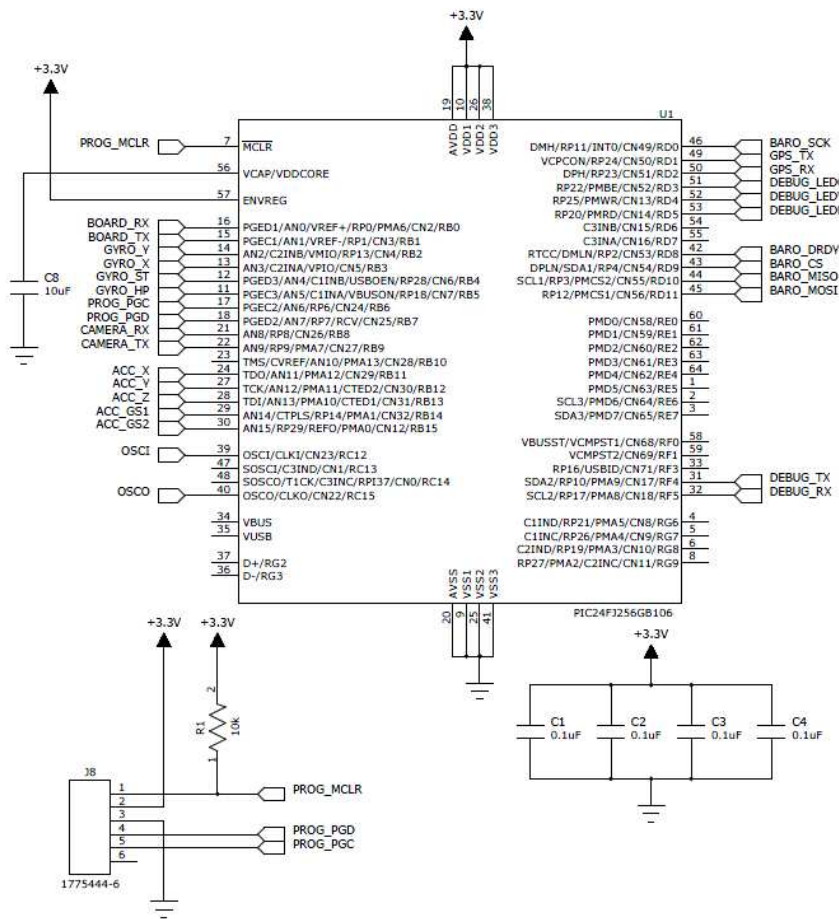 +3.3V
+3.3V
19
10
26
38
AVDD
VDD1
VDD2
VDD3
U1
PROG_MCLR 7 MCLR
56 VCAP/VDDCORE
57 ENVREG
C8
10uF
BOARD_RX 16 PGED1/AN0/VREF+/RP0/PMA6/CN2/RB0
BOARD_TX 15 PGEC1/AN1/VREF-/RP1/CN3/RB1
GYRO_Y 14 AN2/C2INB/VMIO/RP13/CN4/RB2
GYRO_X 13 AN3/C2INA/VPIO/CN5/RB3
GYRO_ST 12 PGED3/AN4/C1INB/USBOEN/RP28/CN6/RB4
GYRO_HP 11 PGEC3/AN5/C1INA/VBUSON/RP18/CN7/RB5
PROG_PGC 17 PGEC2/AN6/RP6/CN24/RB6
PROG_PGD 18 PGED2/AN7/RP7/RCV/CN25/RB7
CAMERA_RX 21 AN8/RP8/CN26/RB8
CAMERA_TX 22 AN9/RP9/PMA7/CN27/RB9
23 TMS/CVREF/AN10/PMA13/CN28/RB10
ACC_X 24 TDO/AN11/PMA12/CN29/RB11
ACC_Y 27 TCK/AN12/PMA11/CTED2/CN30/RB12
ACC_Z 28 TDI/AN13/PMA10/CTED1/CN31/RB13
ACC_GS1 29 AN14/CTPLS/RP14/PMA1/CN32/RB14
ACC_GS2 30 AN15/RP29/REFO/PMA0/CN12/RB15
OSCI 39 OSCI/CLKI/CN23/RC12
47 SOSCI/C3IND/CN1/RC13
48 SOSCO/T1CK/C3INC/RPI37/CN0/RC14
OSCO 40 OSCO/CLKO/CN22/RC15
34 VBUS
35 VUSB
37 D+/RG2
36 D-/RG3
DMH/RP11/INT0/CN49/RD0 46 BARO_SCK
VCPCON/RP24/CN50/RD1 49 GPS_TX
DPH/RP23/CN51/RD2 50 GPS_RX
RP22/PMBE/CN52/RD3 51 DEBUG_LED
RP25/PMWR/CN13/RD4 52 DEBUG_LED
RP20/PMRD/CN14/RD5 53 DEBUG_LED
C3INB/CN15/RD6 54
C3INA/CN16/RD7 55
RTCC/DMLN/RP2/CN53/RD8 42 BARO_DRDY
DPLN/SDA1/RP4/CN54/RD9 43 BARO_CS
SCL1/RP3/PMCS2/CN55/RD10 44 BARO_MISO
RP12/PMCS1/CN56/RD11 45 BARO_MOSI
PMD0/CN58/RE0 60
PMD1/CN59/RE1 61
PMD2/CN60/RE2 62
PMD3/CN61/RE3 63
PMD4/CN62/RE4 64
PMD5/CN63/RE5 1
SCL3/PMD6/CN64/RE6 2
SDA3/PMD7/CN65/RE7 3
VBUSST/VCMPST1/CN68/RF0 58
VCMPST2/CN69/RF1 59
RP16/USBID/CN71/RF3 33
SDA2/RP10/PMA9/CN17/RF4 31 DEBUG_TX
SCL2/RP17/PMA8/CN18/RF5 32 DEBUG_RX
C1IND/RP21/PMA5/CN8/RG6 4
C1INC/RP26/PMA4/CN9/RG7 5
C2IND/RP19/PMA3/CN10/RG8 6
RP27/PMA2/C2INC/CN11/RG9 8
AVSS
VSS1
VSS2
VSS3
20
9
25
41
PIC24FJ256GB106
+3.3V
+3.3V
2
R1
10k
1
J8
1 PROG_MCLR
2
3
4 PROG_PGD
5 PROG_PGC
6
1775444-6
+3.3V
C1
0.1uF
C2
0.1uF
C3
0.1uF
C4
0.1uF